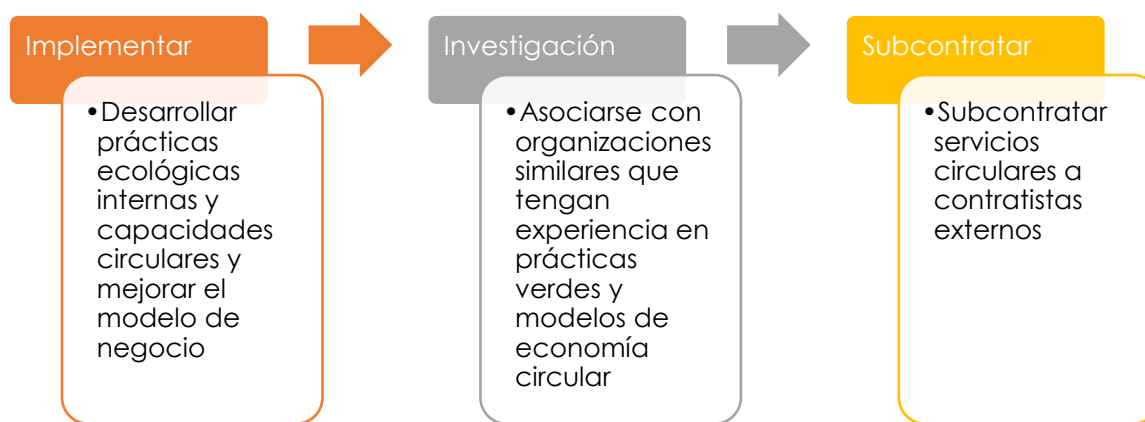 Implementar
•Desarrollar
prácticas
ecológicas
internas y
capacidades
circulares y
mejorar el
modelo de
negocio
Investigación
•Asociarse con
organizaciones
similares que
tengan
experiencia en
prácticas
verdes y
modelos de
economía
circular
Subcontratar
•Subcontratar
servicios
circulares a
contratistas
externos